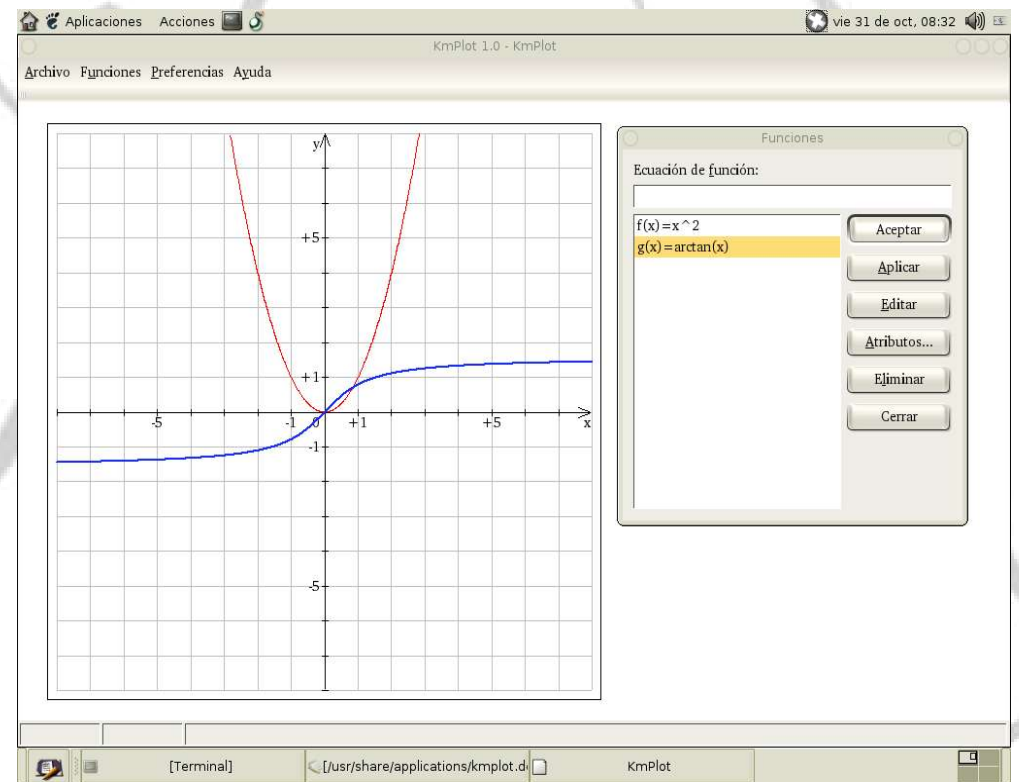 Aplicaciones Acciones vie 31 de oct, 08:32
KmPlot 1.0 - KmPlot
Archivo Funciones Preferencias Ayuda
y
+5
+1
-5 -1 0 +1 +5 x
-1
-5
Funciones
Ecuación de función:
f(x)=x^2
g(x)=arctan(x)
Aceptar
Aplicar
Editar
Atributos...
Eliminar
Cerrar
[Terminal] [/usr/share/applications/kmplot.d KmPlot